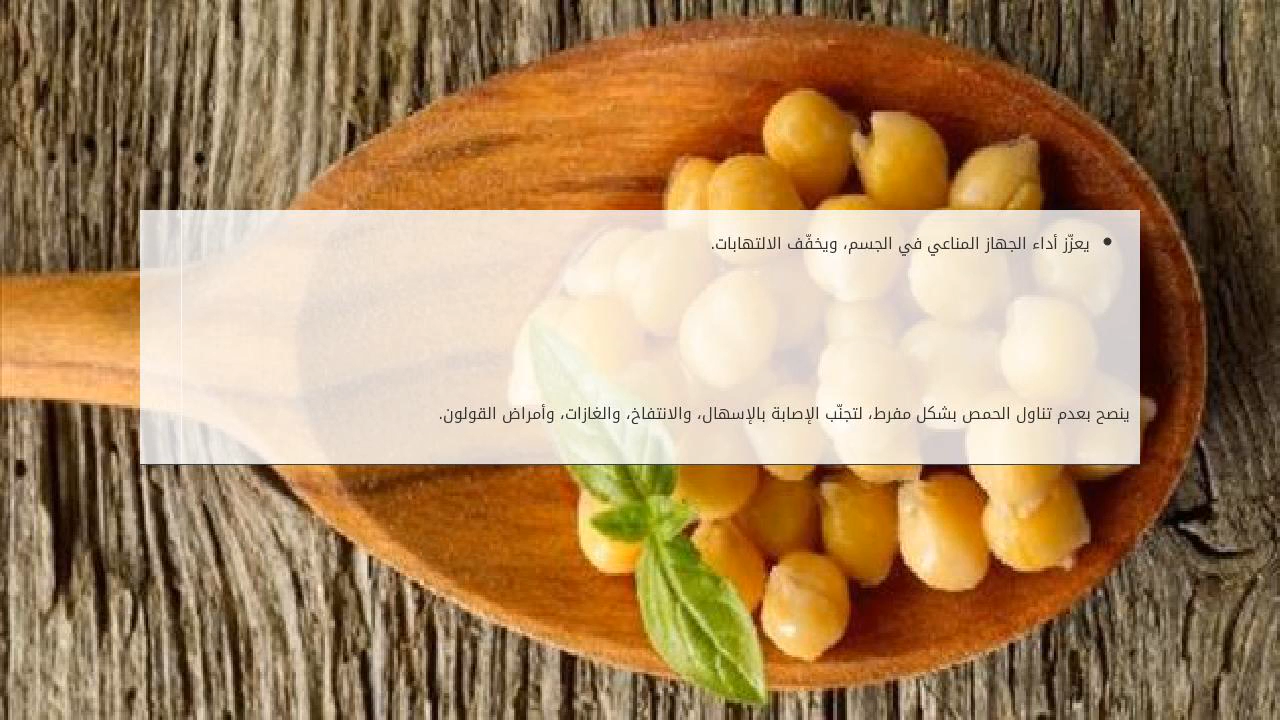 • يعزّز أداء الجهاز المناعي في الجسم، ويخفّف الالتهابات.
ينصح بعدم تناول الحمص بشكل مفرط، لتجنّب الإصابة بالإسهال، والانتفاخ، والغازات، وأمراض القولون.